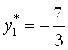 y₁* = −7/3